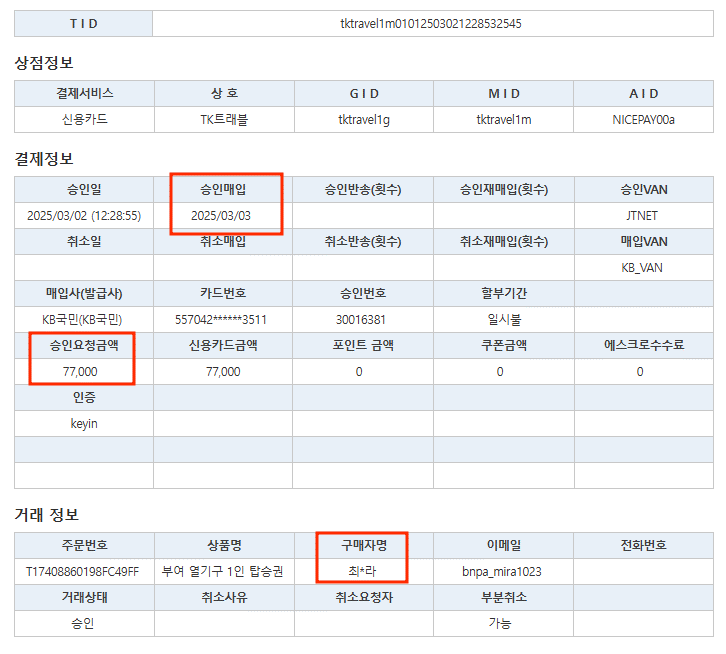 T I D tktravel1m01012503021228532545
상점정보
결제서비스 상 호 G I D M I D A I D
신용카드 TK트래블 tktravel1g tktravel1m NICEPAY00a
결제정보
승인일 승인매입 승인반송(횟수) 승인재매입(횟수) 승인VAN
2025/03/02 (12:28:55) 2025/03/03 JTNET
취소일 취소매입 취소반송(횟수) 취소재매입(횟수) 매입VAN
KB_VAN
매입사(발급사) 카드번호 승인번호 할부기간
KB국민(KB국민) 557042******3511 30016381 일시불
승인요청금액 신용카드금액 포인트 금액 쿠폰금액 에스크로수수료
77,000 77,000 0 0 0
인증
keyin
거래 정보
주문번호 상품명 구매자명 이메일 전화번호
T17408860198FC49FF 부여 열기구 1인 탑승권 최*라 bnpa_mira1023
거래상태 취소사유 취소요청자 부분취소
승인 가능